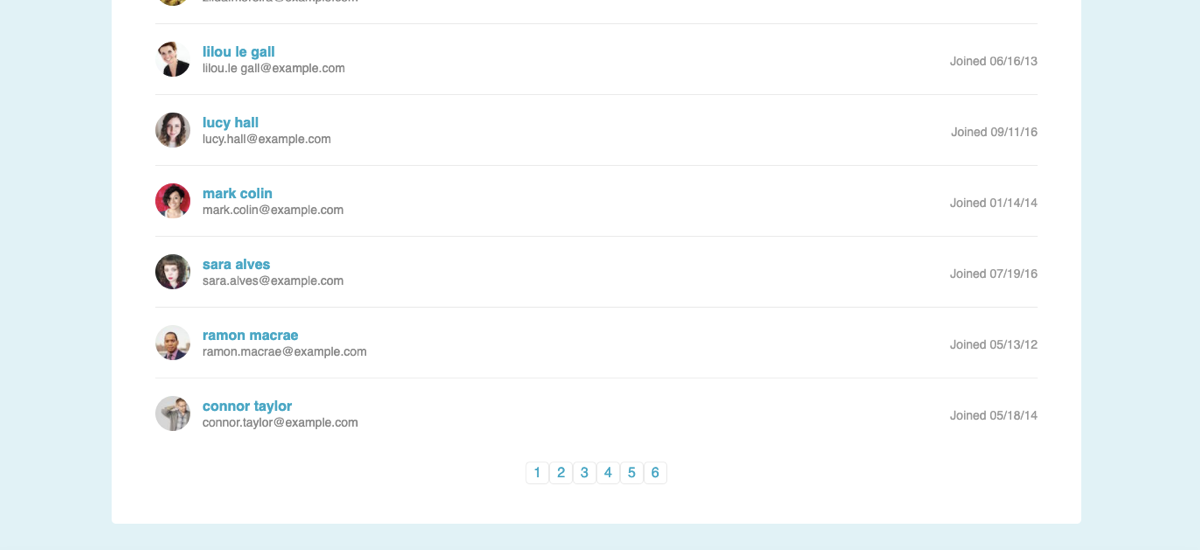 lilou le gall
lilou.le gall@example.com
Joined 06/16/13
lucy hall
lucy.hall@example.com
Joined 09/11/16
mark colin
mark.colin@example.com
Joined 01/14/14
sara alves
sara.alves@example.com
Joined 07/19/16
ramon macrae
ramon.macrae@example.com
Joined 05/13/12
connor taylor
connor.taylor@example.com
Joined 05/18/14
1 2 3 4 5 6